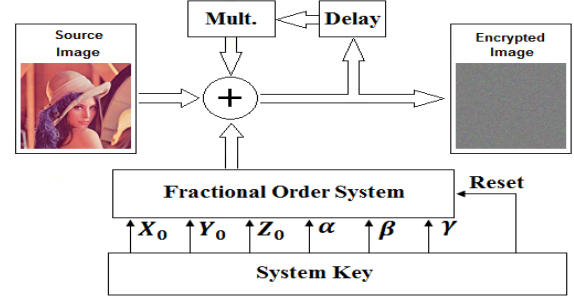 Mult.
Delay
Source
Image
Encrypted
Image
+
Fractional Order System
Reset
X₀ Y₀ Z₀ α β γ
System Key